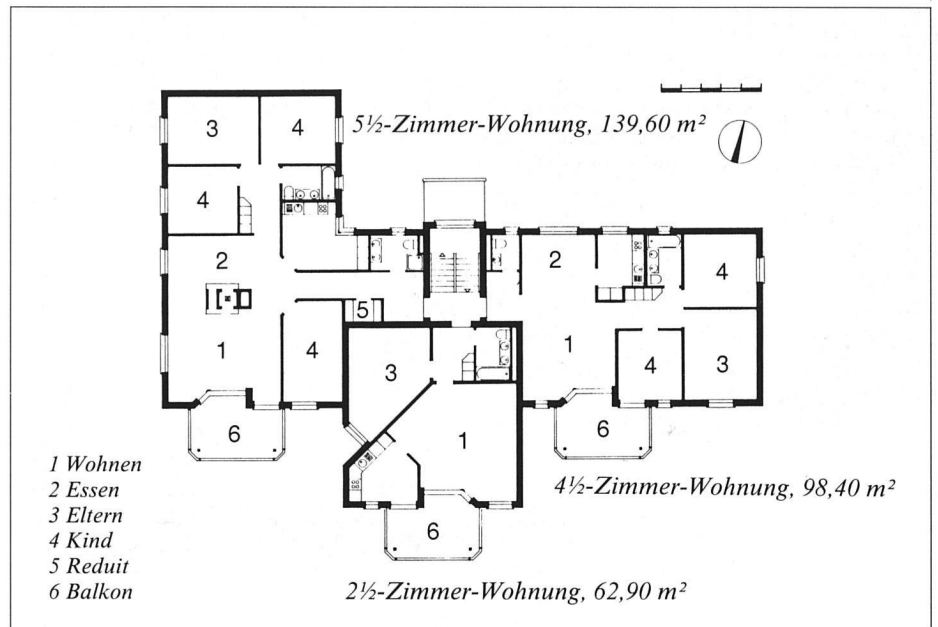 3 4
5½-Zimmer-Wohnung, 139,60 m²
4
2
2
4
5
1
4
3
1
4
3
1
6
6
6
1 Wohnen
2 Essen
3 Eltern
4 Kind
5 Reduit
6 Balkon
4½-Zimmer-Wohnung, 98,40 m²
2½-Zimmer-Wohnung, 62,90 m²